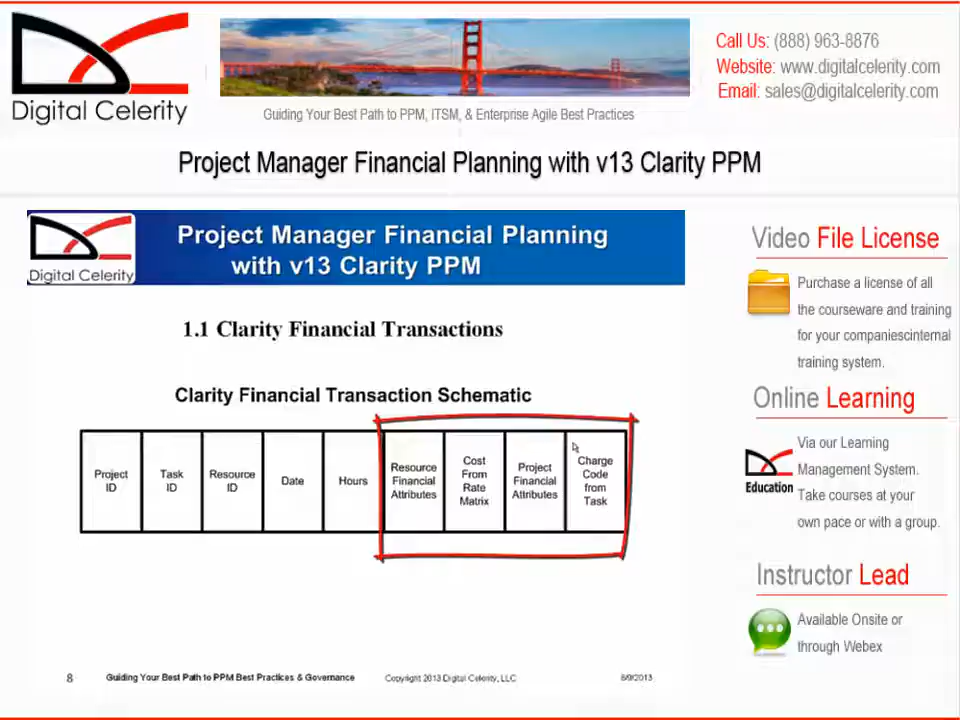 Digital Celerity
Guiding Your Best Path to PPM, ITSM, & Enterprise Agile Best Practices
Call Us: (888) 963-8876
Website: www.digitalcelerity.com
Email: sales@digitalcelerity.com
Project Manager Financial Planning with v13 Clarity PPM
Digital Celerity
Project Manager Financial Planning
with v13 Clarity PPM
1.1 Clarity Financial Transactions
Clarity Financial Transaction Schematic
Project
ID
Task
ID
Resource
ID
Date
Hours
Resource
Financial
Attributes
Cost
From
Rate
Matrix
Project
Financial
Attributes
Charge
Code
from
Task
8
Guiding Your Best Path to PPM Best Practices & Governance
Copyright 2013 Digital Celerity, LLC
8/9/2013
Video File License
Purchase a license of all
the courseware and training
for your companiescinternal
training system.
Online Learning
Education
Via our Learning
Management System.
Take courses at your
own pace or with a group.
Instructor Lead
Available Onsite or
through Webex